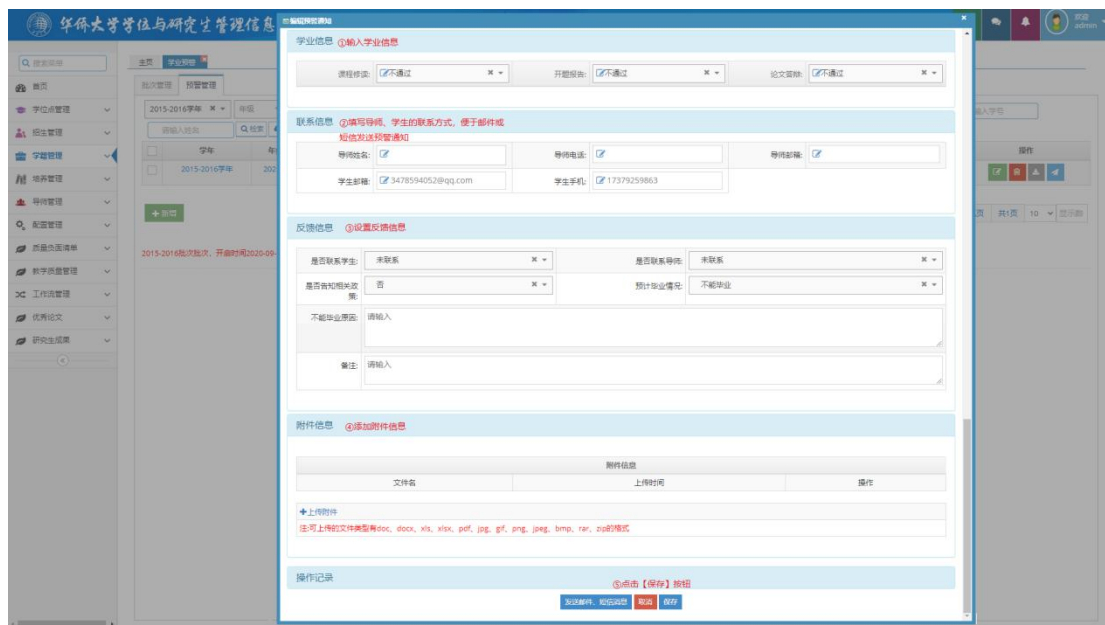 华侨大学学位与研究生管理信息
编辑预警通知
×
欢迎
admin
主页 学业预警
首页
学位点管理
招生管理
学籍管理
培养管理
导师管理
配置管理
质量负面清单
教学质量管理
工作流管理
优秀论文
研究生成果
批次管理 预警管理
2015-2016学年 年级
请输入姓名 检索
输入学号
学年 操作
2015-2016学年 202
共1页 10
2015-2016批次批次，开启时间2020-09-
学业信息 ①输入学业信息
课程修读: 不通过
开题报告: 不通过
论文答辩: 不通过
联系信息 ②填写导师、学生的联系方式，便于邮件或
短信发送预警通知
导师姓名:
导师电话:
导师邮箱:
学生邮箱: 3478594052@qq.com
学生手机: 17379259863
反馈信息 ③设置反馈信息
是否联系学生: 未联系
是否联系导师: 未联系
是否告知相关政
策: 否
预计毕业情况: 不能毕业
不能毕业原因: 请输入
备注: 请输入
附件信息 ④添加附件信息
附件信息
文件名 上传时间 操作
+上传附件
注:可上传的文件类型有doc, docx, xls, xlsx, pdf, jpg, gif, png, jpeg, bmp, rar, zip的格式
操作记录
⑤点击【保存】按钮
发送邮件、短信消息 取消 保存